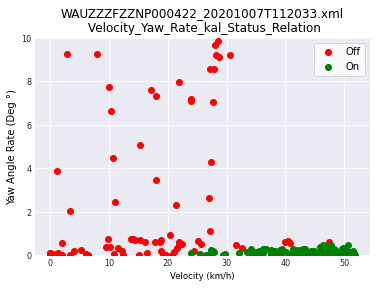 WAUZZZFZZNP000422_20201007T112033.xml
Velocity_Yaw_Rate_kal_Status_Relation
Off
On
Yaw Angle Rate (Deg °)
10
8
6
4
2
0
0 10 20 30 40 50
Velocity (km/h)